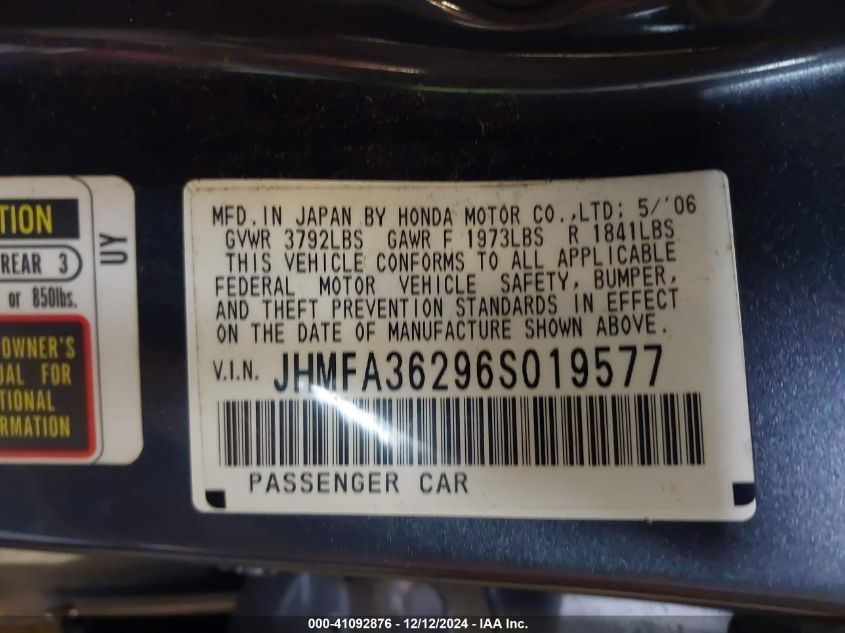 TION
REAR 3
or 850lbs.
OWNER'S
UAL FOR
TIONAL
RMATION
UY
MFD. IN JAPAN BY HONDA MOTOR CO.,LTD; 5/'06
GVWR 3792LBS GAWR F 1973LBS R 1841LBS
THIS VEHICLE CONFORMS TO ALL APPLICABLE
FEDERAL MOTOR VEHICLE SAFETY, BUMPER,
AND THEFT PREVENTION STANDARDS IN EFFECT
ON THE DATE OF MANUFACTURE SHOWN ABOVE.
V.I.N. JHMFA36296S019577
PASSENGER CAR
000-41092876 - 12/12/2024 - IAA Inc.